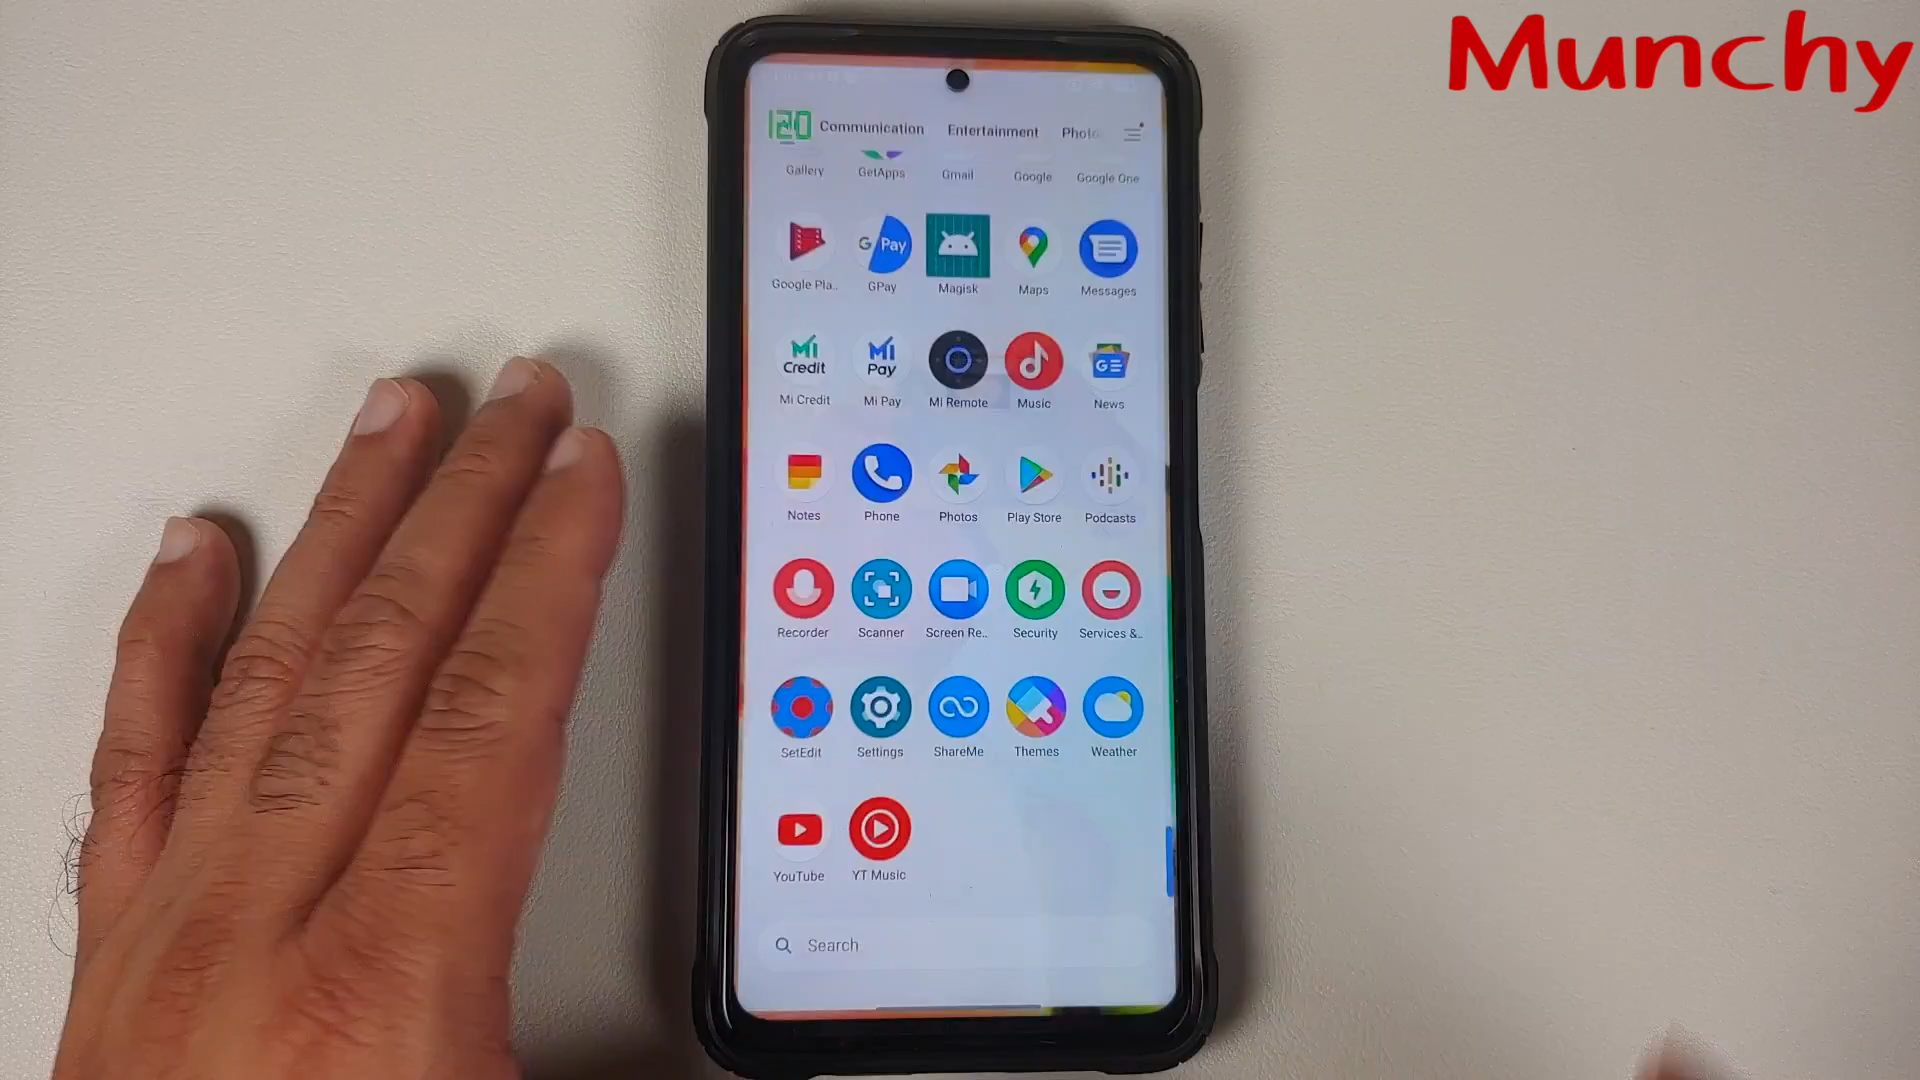 Munchy
120 Communication Entertainment Photo
Gallery GetApps Gmail Google Google One
G Pay
Google Pla.. GPay Magisk Maps Messages
Mi Credit Mi Pay GE
Mi Credit Mi Pay Mi Remote Music News
Notes Phone Photos Play Store Podcasts
Recorder Scanner Screen Re.. Security Services &..
SetEdit Settings ShareMe Themes Weather
YouTube YT Music
Search